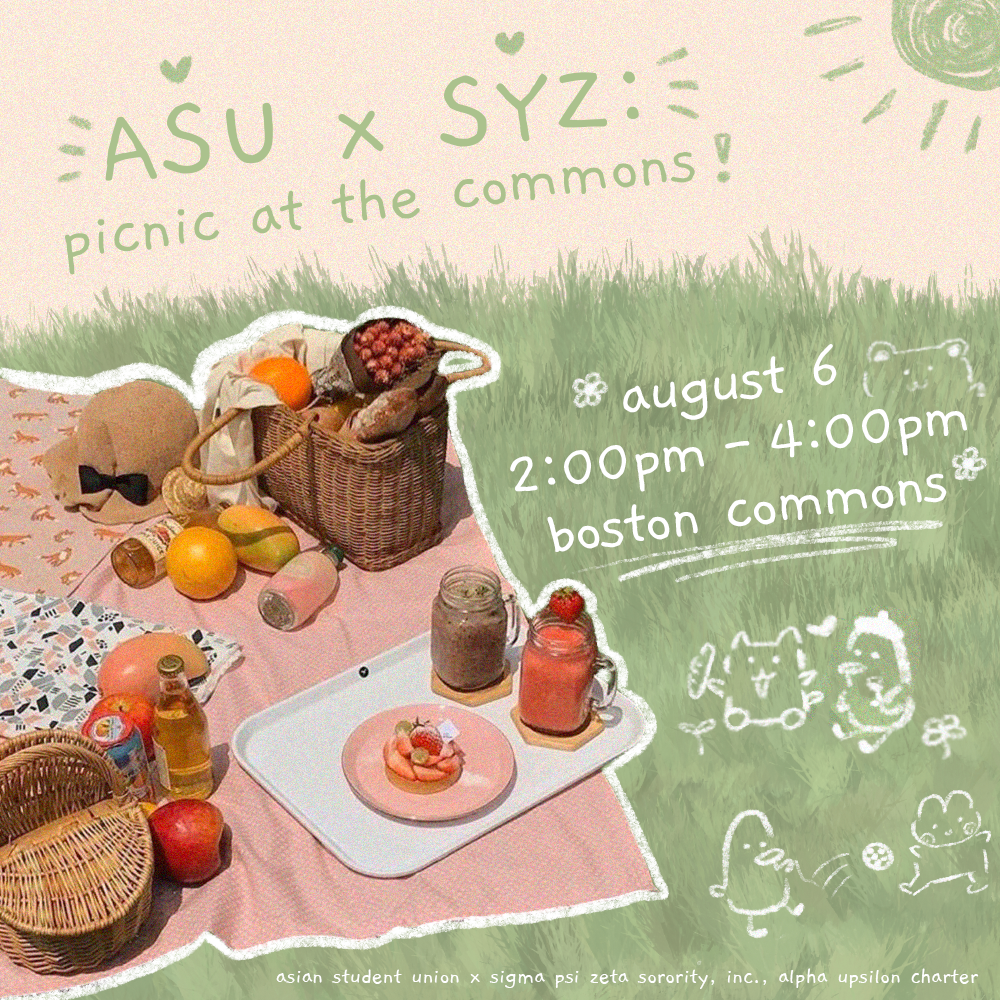 ASU x SYZ:
picnic at the commons!
august 6
2:00pm - 4:00pm
boston commons
asian student union x sigma psi zeta sorority, inc., alpha upsilon charter